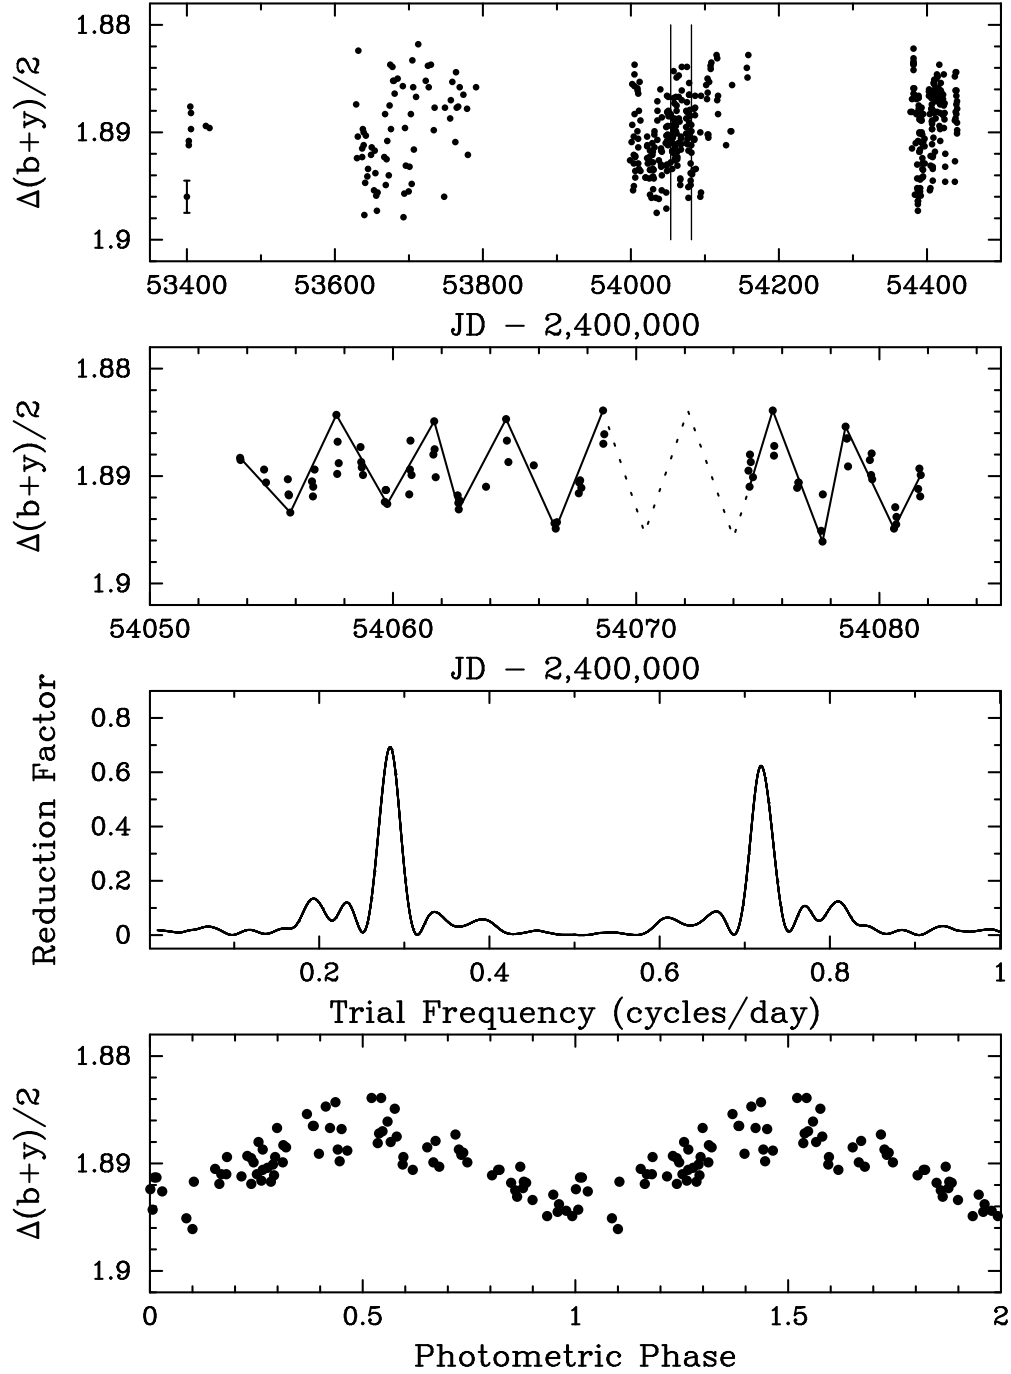 1.88
1.89
1.9
Δ(b+y)/2
53400 53600 53800 54000 54200 54400
JD − 2,400,000
1.88
1.89
1.9
Δ(b+y)/2
54050 54060 54070 54080
JD − 2,400,000
0.8
0.6
0.4
0.2
0
Reduction Factor
0.2 0.4 0.6 0.8 1
Trial Frequency (cycles/day)
1.88
1.89
1.9
Δ(b+y)/2
0 0.5 1 1.5 2
Photometric Phase